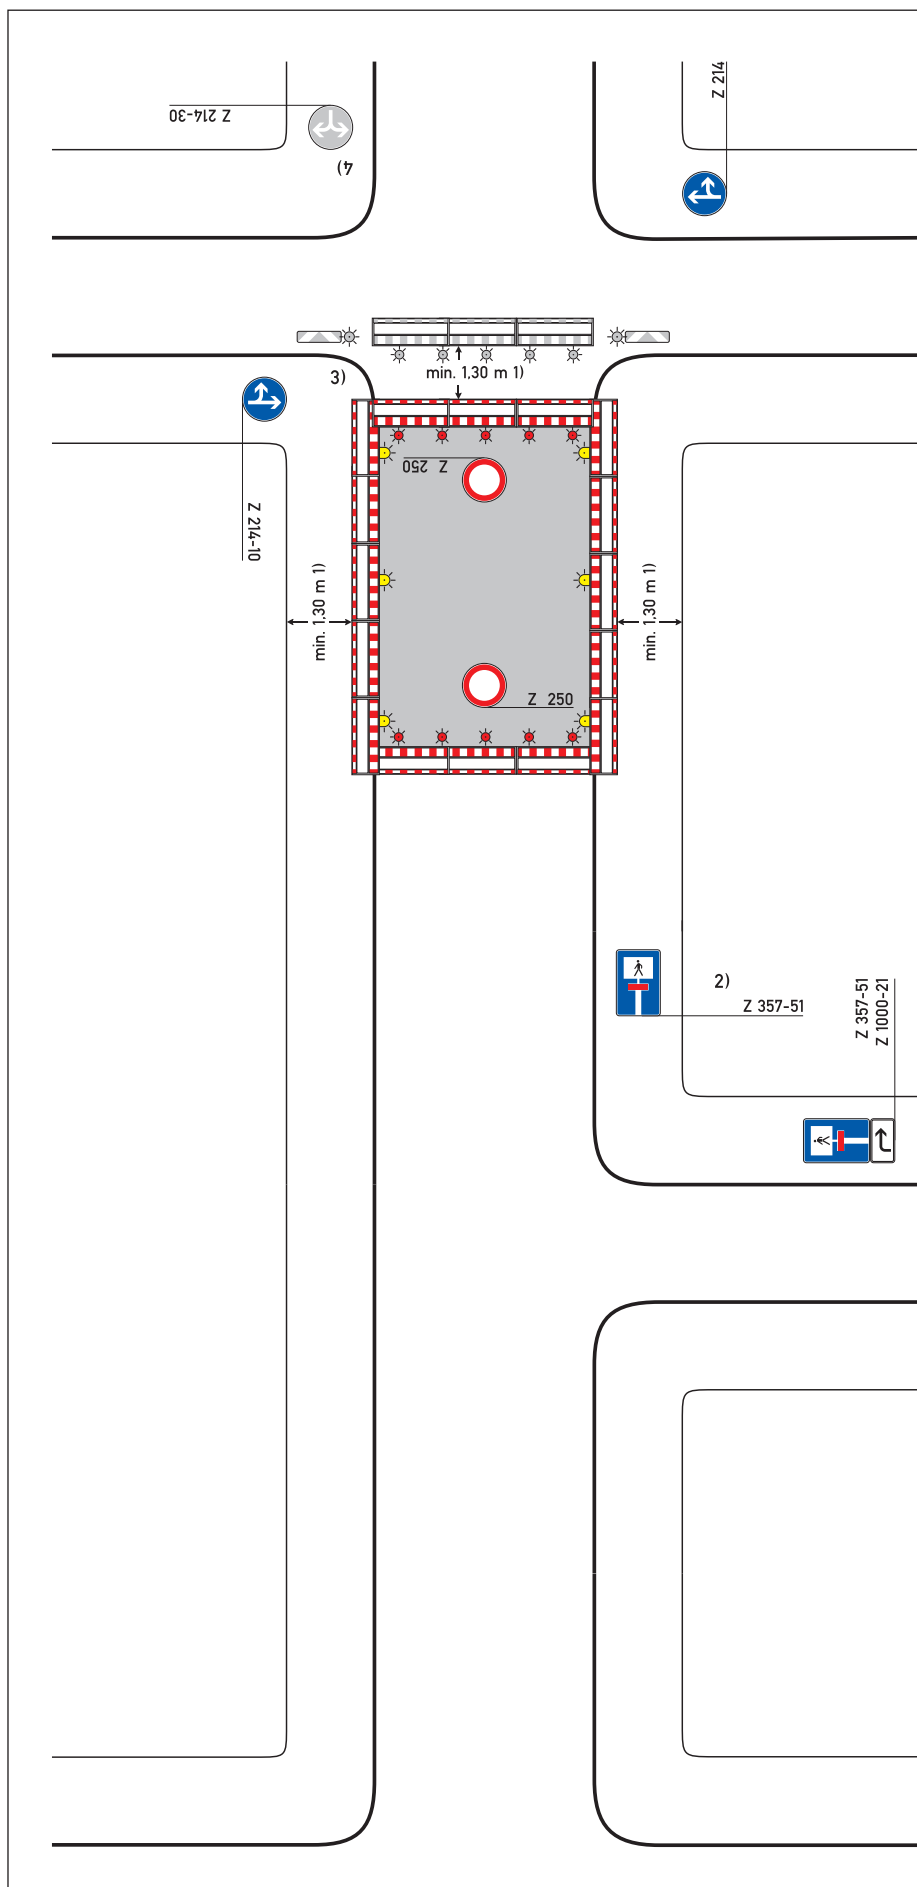 Z 214-30
4)
Z 214
3)
min. 1,30 m 1)
Z 250
Z 214-10
min. 1,30 m 1)
min. 1,30 m 1)
Z 250
2)
Z 357-51
Z 357-51
Z 1000-21